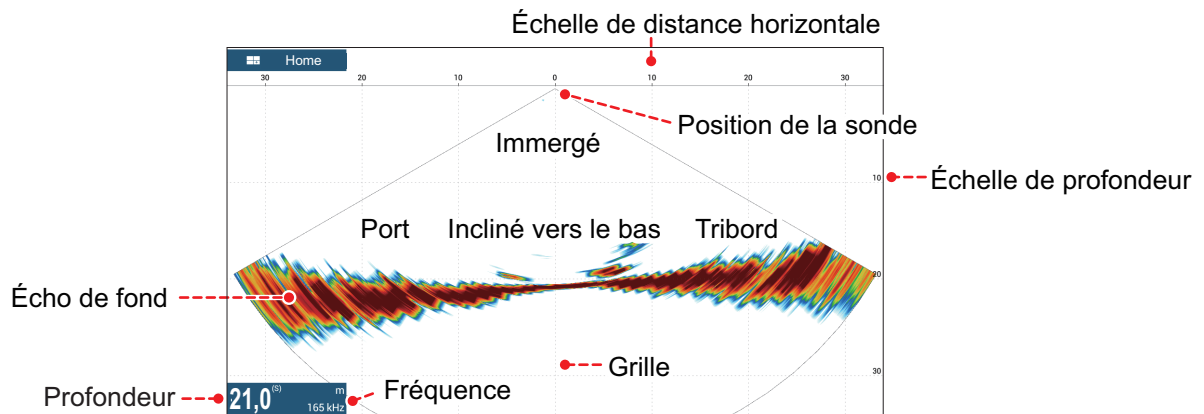 Échelle de distance horizontale
Home
30 20 10 0 10 20 30
Position de la sonde
Immergé
10
Échelle de profondeur
Port Incliné vers le bas Tribord
20
Écho de fond
Grille
30
Profondeur
21,0 (S) m
165 kHz
Fréquence